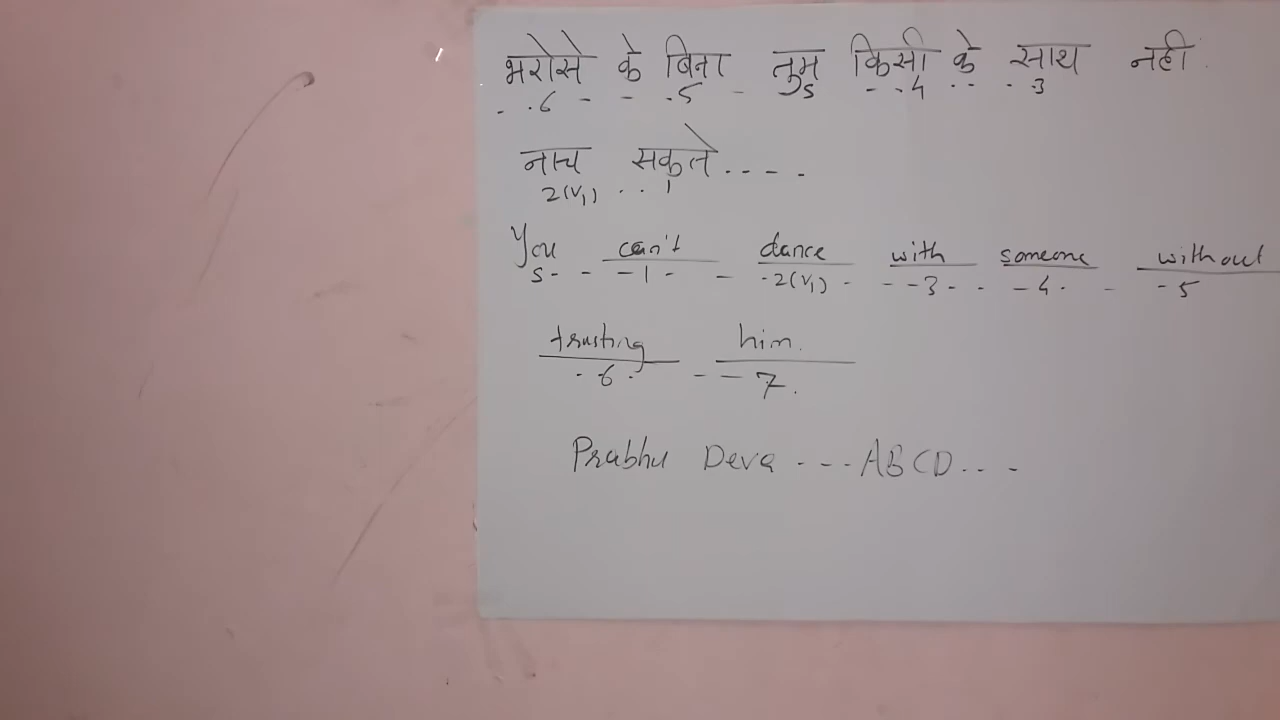 भरोसे के बिना तुम किसी के साथ नही
- . 6 - - . 5 - S - . 4 . . . . 3
नाच सकते....
2(V1) . . 1
You can't dance with someone without
S - - - 1 - - - 2(V1) - - - 3 - . - 4 . - - 5
trusting him.
. 6 . - - 7.
Prabhu Deva ---ABCD...